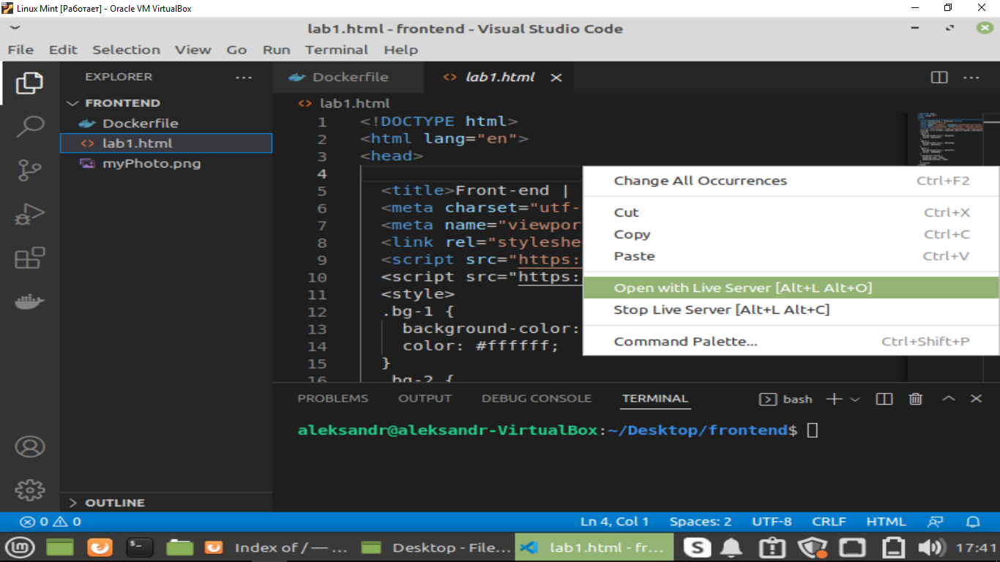 Linux Mint [Работает] - Oracle VM VirtualBox
lab1.html - frontend - Visual Studio Code
File Edit Selection View Go Run Terminal Help
EXPLORER
FRONTEND
Dockerfile
lab1.html
myPhoto.png
OUTLINE
Dockerfile lab1.html
lab1.html
1 <!DOCTYPE html>
2 <html lang="en">
3 <head>
4
5 <title>Front-end |
6 <meta charset="utf-
7 <meta name="viewpor
8 <link rel="styleshe
9 <script src="https:
10 <script src="https:
11 <style>
12 .bg-1 {
13 background-color:
14 color: #ffffff;
15 }
16 .bg-2 {
Change All Occurrences Ctrl+F2
Cut Ctrl+X
Copy Ctrl+C
Paste Ctrl+V
Open with Live Server [Alt+L Alt+O]
Stop Live Server [Alt+L Alt+C]
Command Palette... Ctrl+Shift+P
PROBLEMS OUTPUT DEBUG CONSOLE TERMINAL bash
aleksandr@aleksandr-VirtualBox:~/Desktop/frontend$
0 0 Ln 4, Col 1 Spaces: 2 UTF-8 CRLF HTML
lm $- Index of / — ... Desktop - File... lab1.html - fr... S 17:41